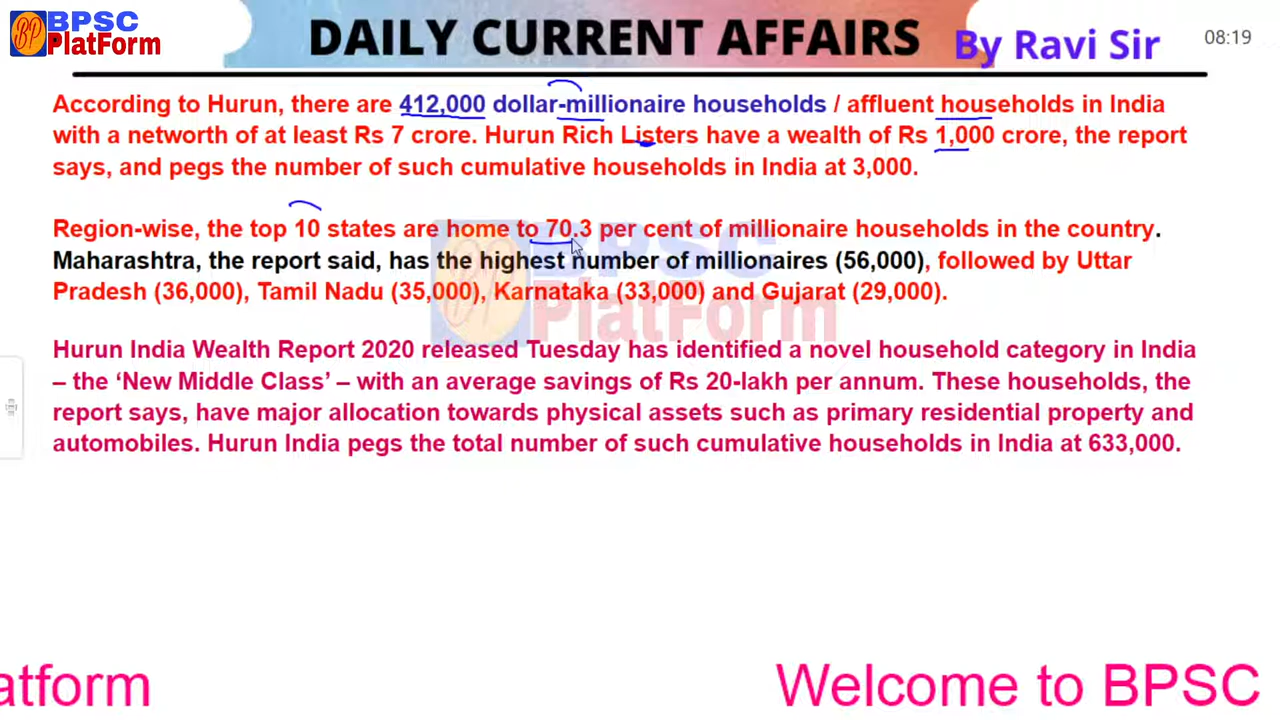 BPSC
PlatForm
DAILY CURRENT AFFAIRS
By Ravi Sir
08:19
According to Hurun, there are 412,000 dollar-millionaire households / affluent households in India
with a networth of at least Rs 7 crore. Hurun Rich Listers have a wealth of Rs 1,000 crore, the report
says, and pegs the number of such cumulative households in India at 3,000.
Region-wise, the top 10 states are home to 70.3 per cent of millionaire households in the country.
Maharashtra, the report said, has the highest number of millionaires (56,000), followed by Uttar
Pradesh (36,000), Tamil Nadu (35,000), Karnataka (33,000) and Gujarat (29,000).
BPSC
PlatForm
Hurun India Wealth Report 2020 released Tuesday has identified a novel household category in India
– the ‘New Middle Class’ – with an average savings of Rs 20-lakh per annum. These households, the
report says, have major allocation towards physical assets such as primary residential property and
automobiles. Hurun India pegs the total number of such cumulative households in India at 633,000.
atform Welcome to BPSC